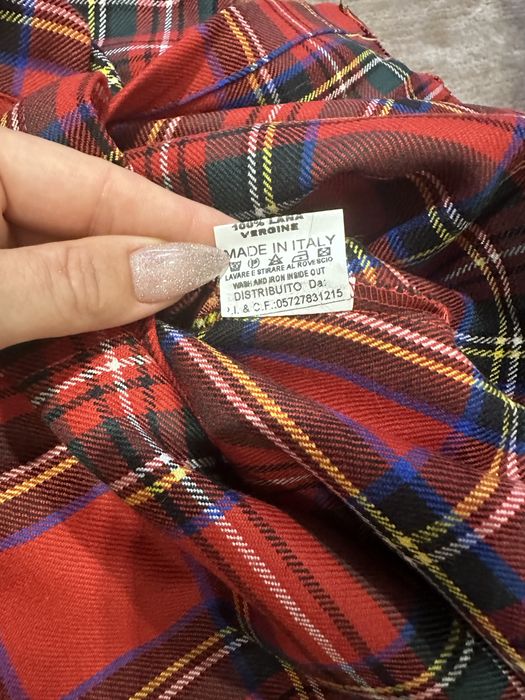 100% LANA
VERGINE
MADE IN ITALY
LAVARE E STIRARE AL ROVESCIO
WASH AND IRON INSIDE OUT
DISTRIBUITO Da:
P.I. & C.F.:05727831215